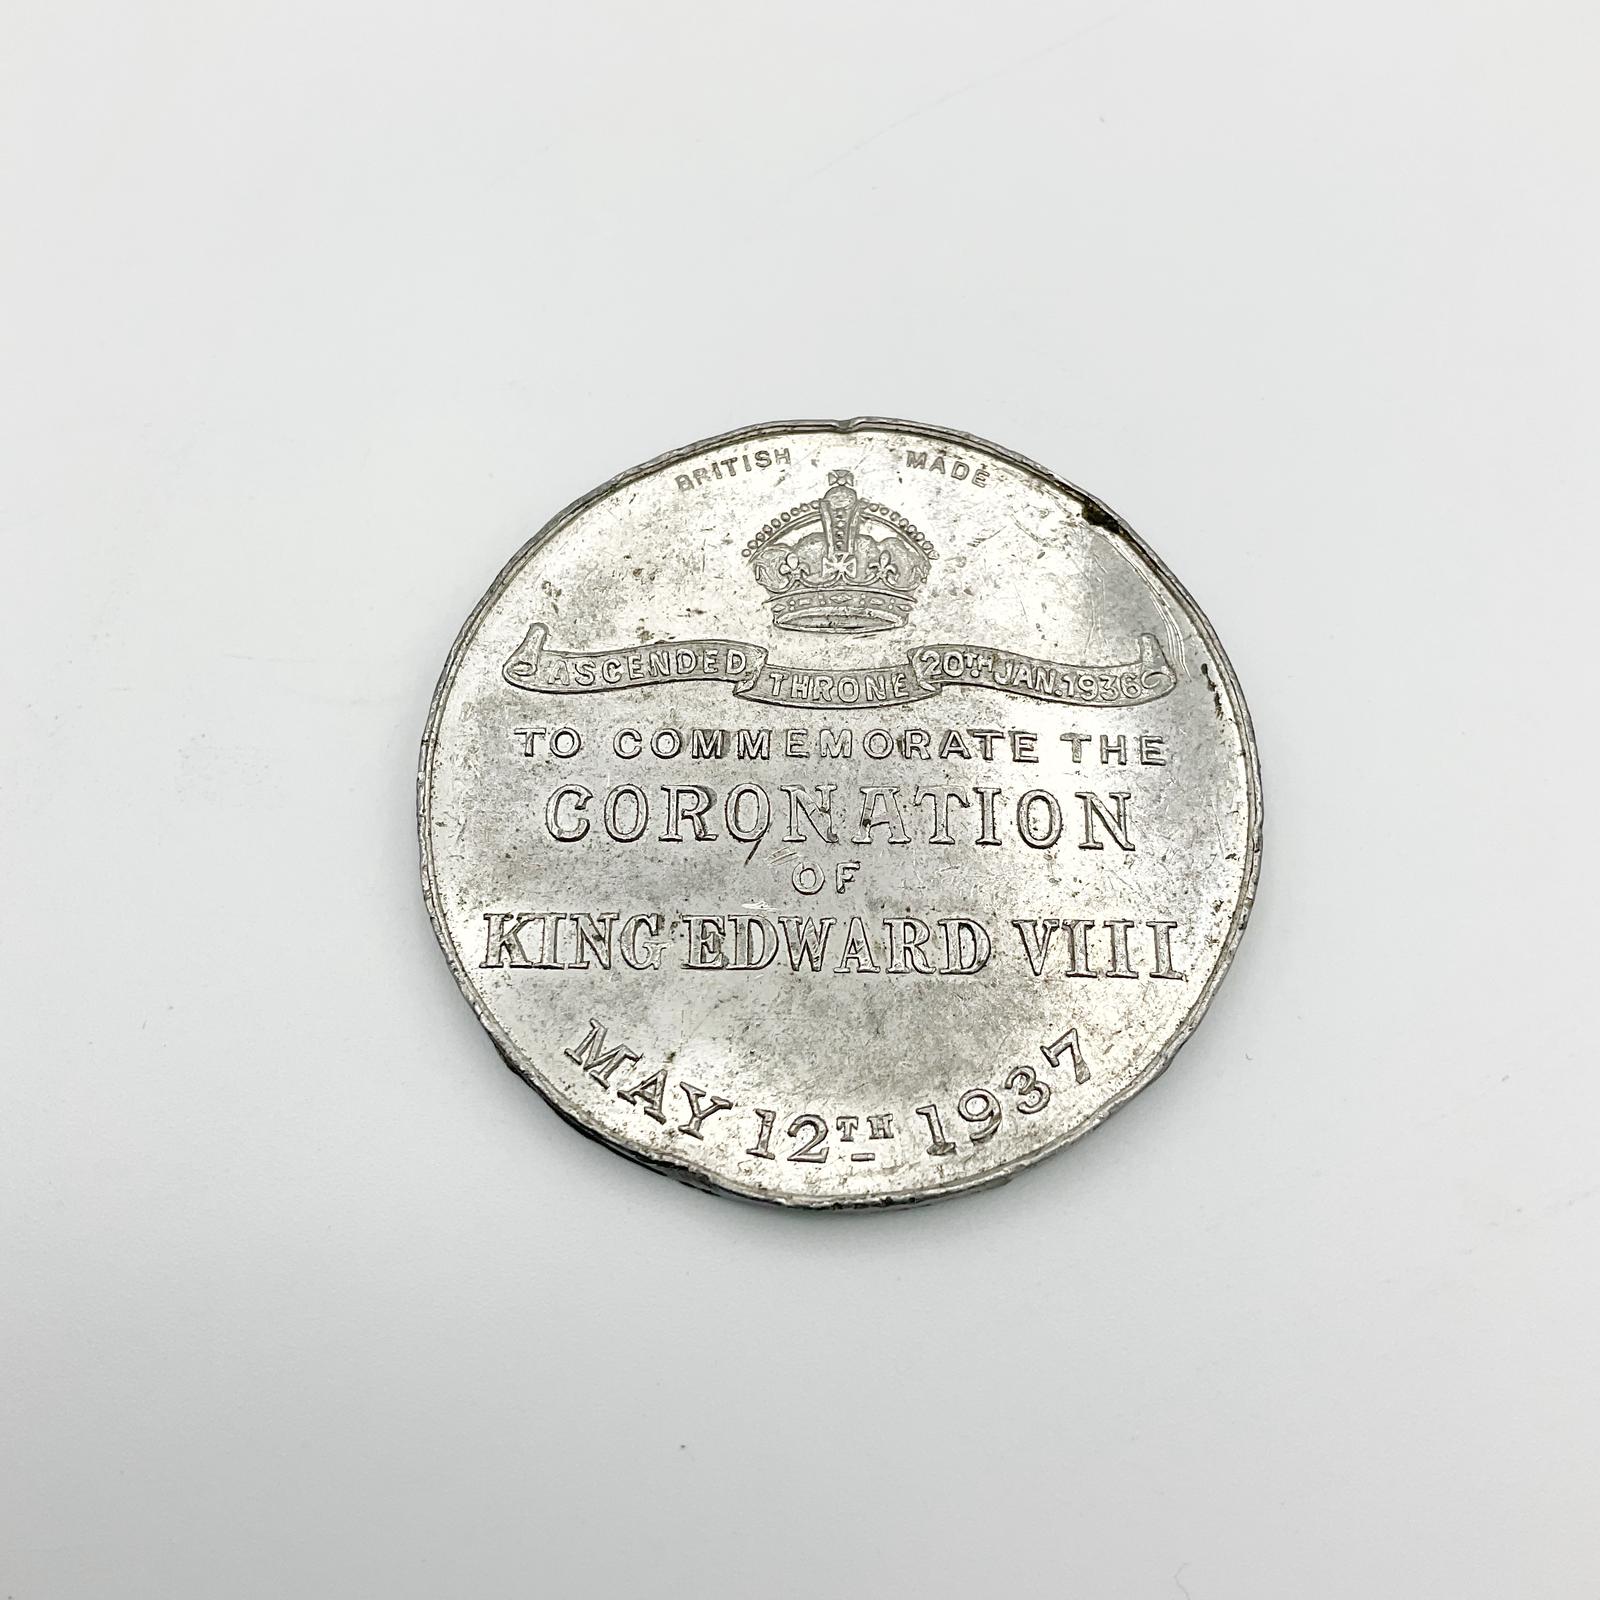 BRITISH MADE
ASCENDED THRONE 20TH JAN. 1936
TO COMMEMORATE THE
CORONATION
OF
KING EDWARD VIII
MAY 12TH 1937